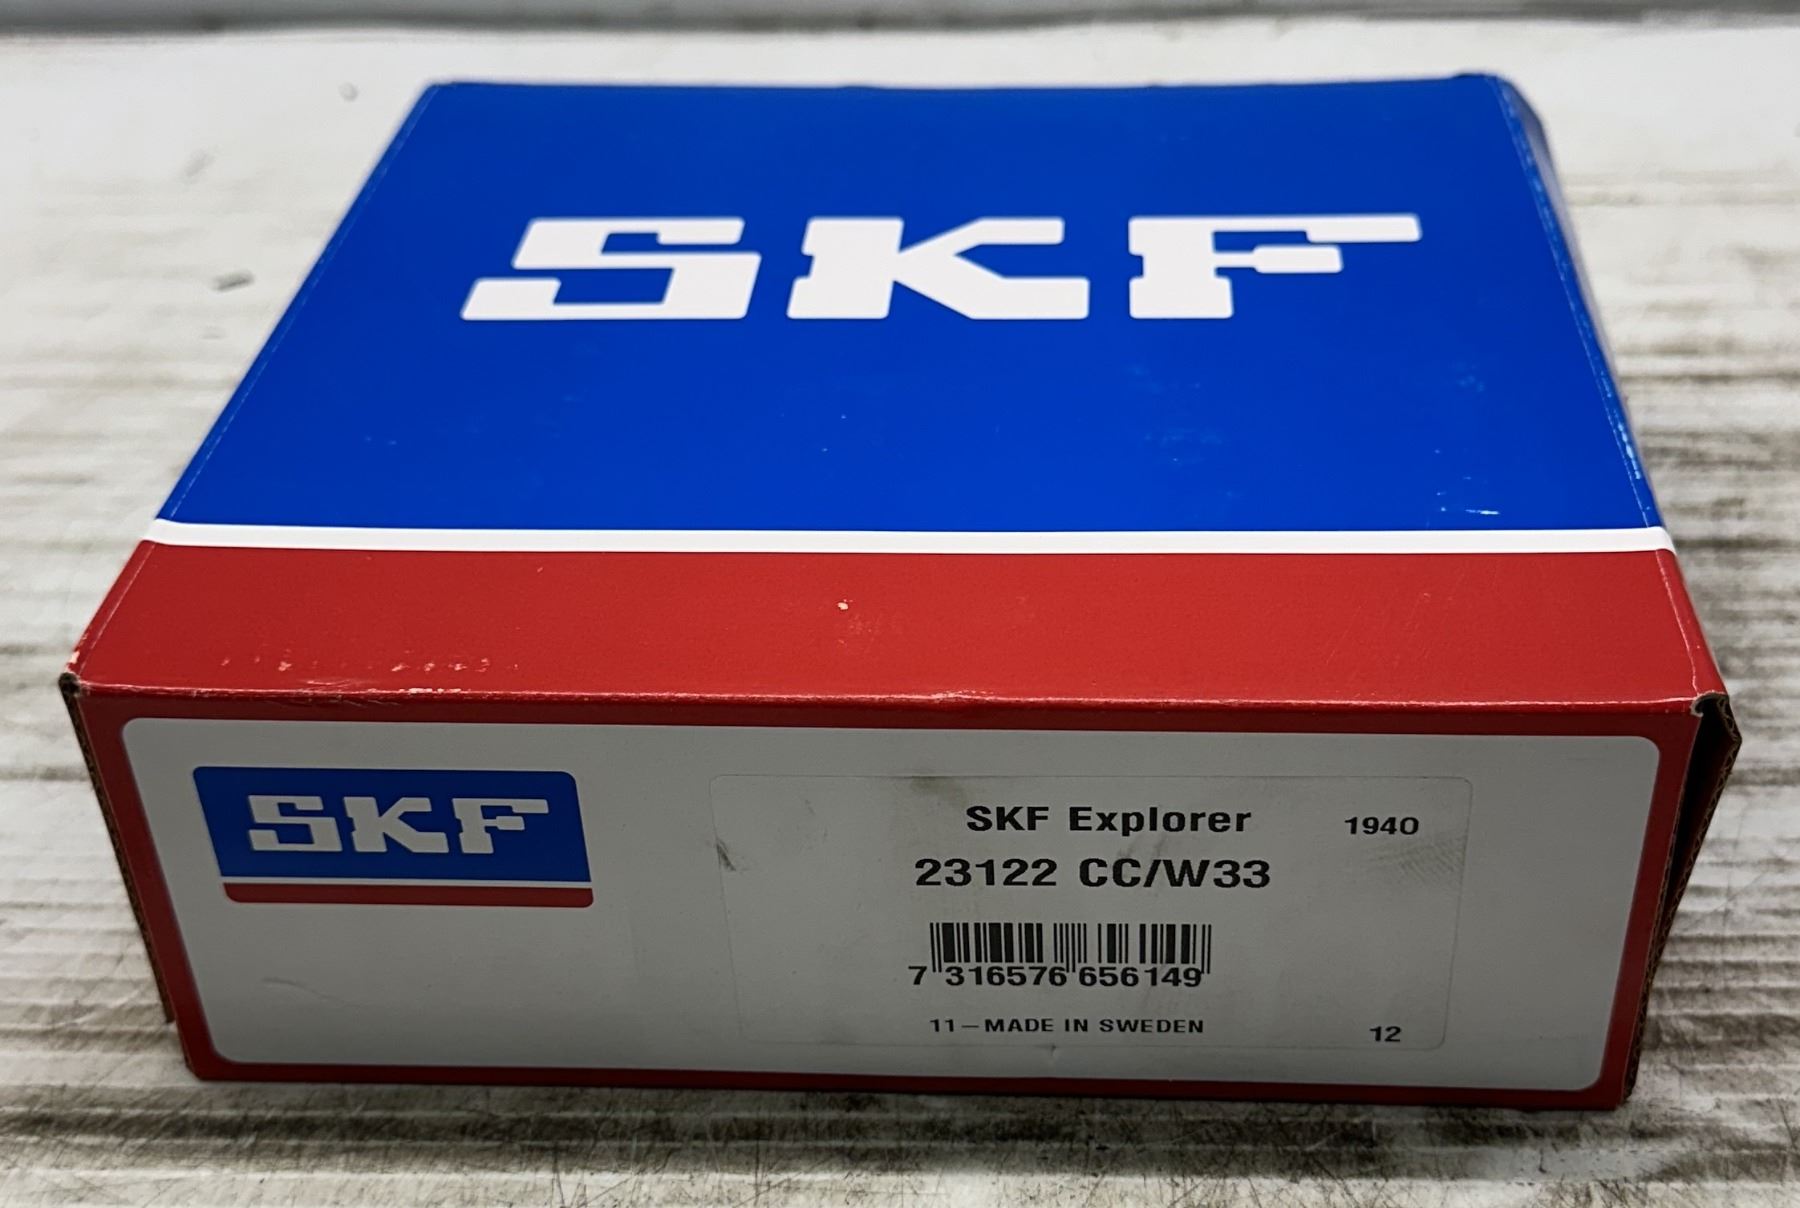 SKF
SKF
SKF Explorer 1940
23122 CC/W33
7 316576 656149
11-MADE IN SWEDEN 12